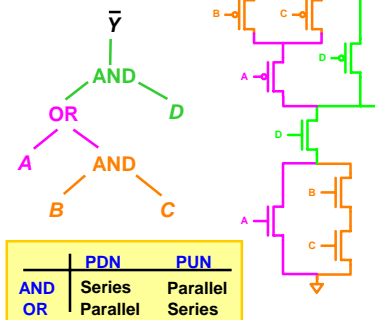 Y̅
AND
OR
D
A
AND
B
C
B
C
A
D
D
A
B
C
PDN PUN
AND Series Parallel
OR Parallel Series